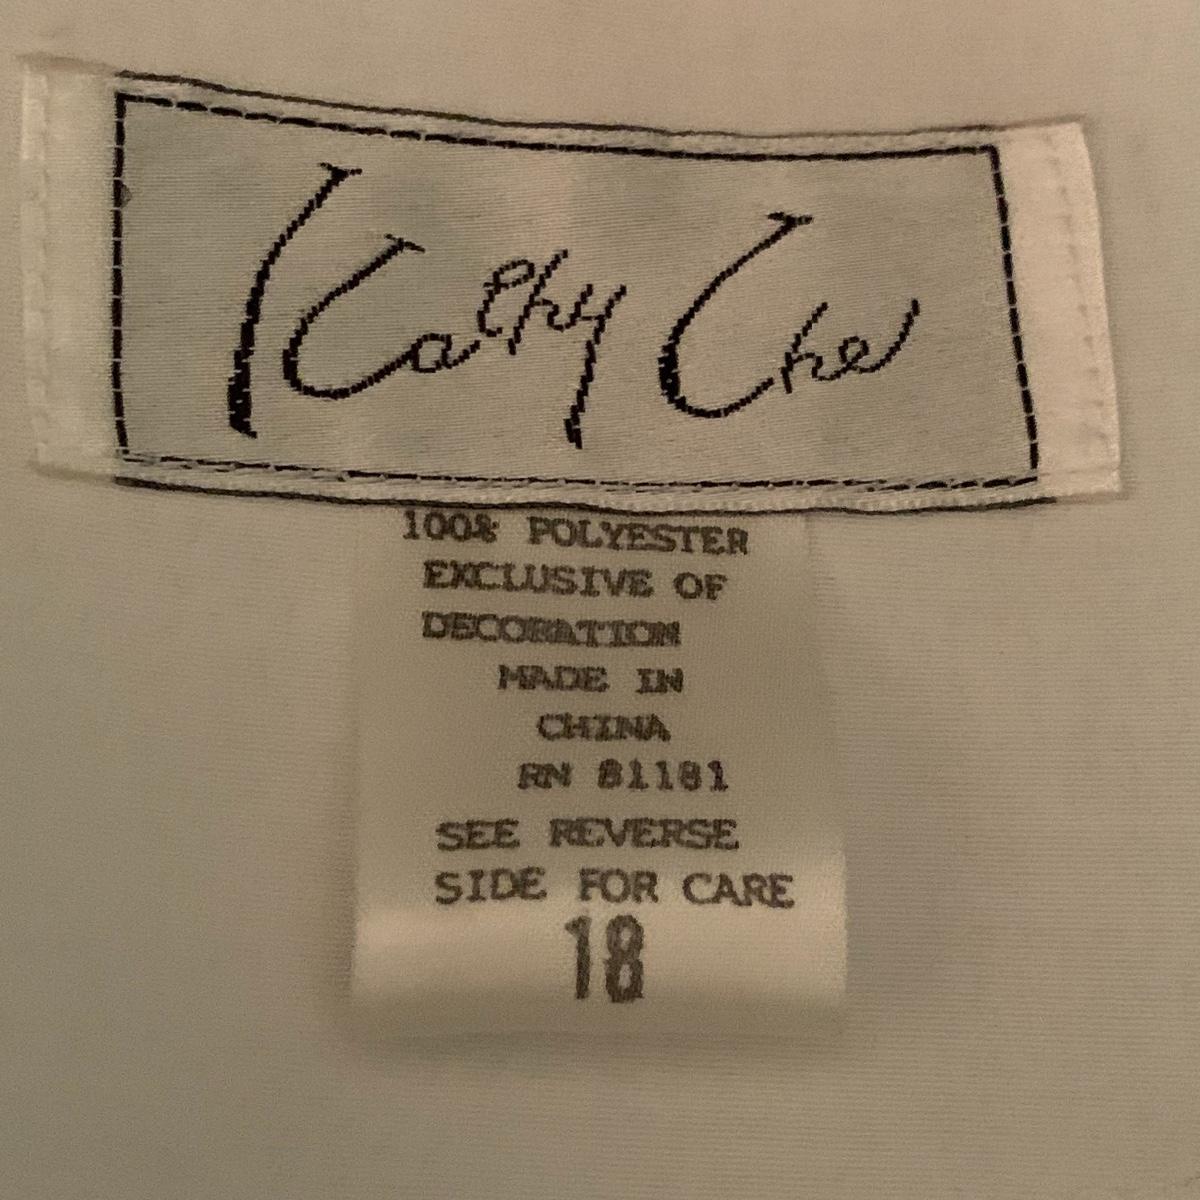 Kathy Che
100% POLYESTER
EXCLUSIVE OF
DECORATION
MADE IN
CHINA
RN 81181
SEE REVERSE
SIDE FOR CARE
18